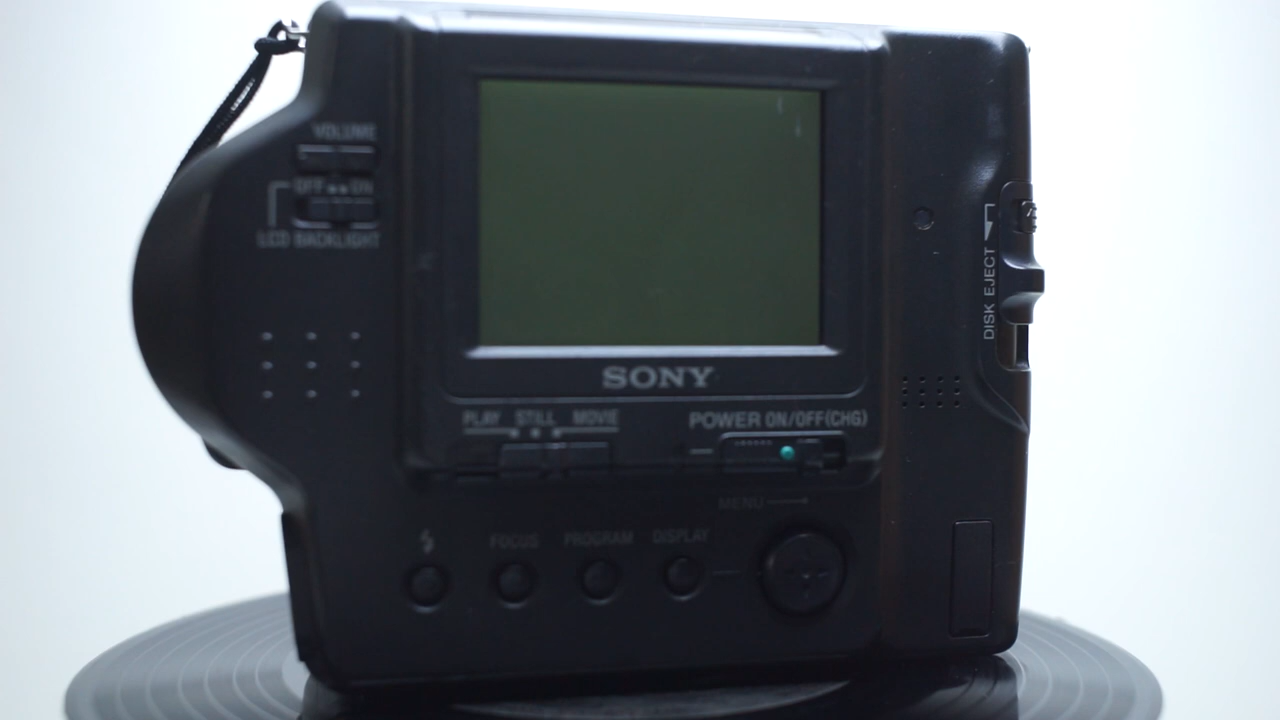 VOLUME
OFF ON
LCD BACKLIGHT
DISK EJECT
SONY
PLAY STILL MOVIE
POWER ON/OFF(CHG)
MENU
FOCUS PROGRAM DISPLAY